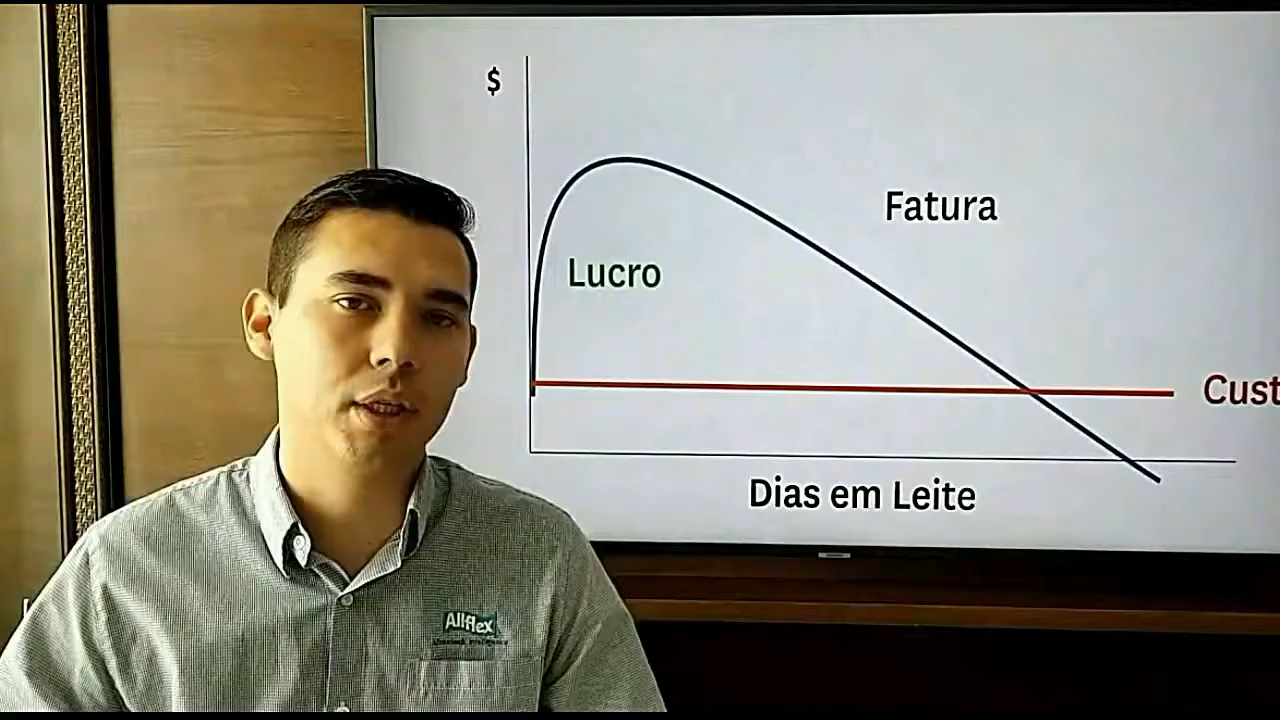 $
Fatura
Lucro
Cust
Dias em Leite
Allflex